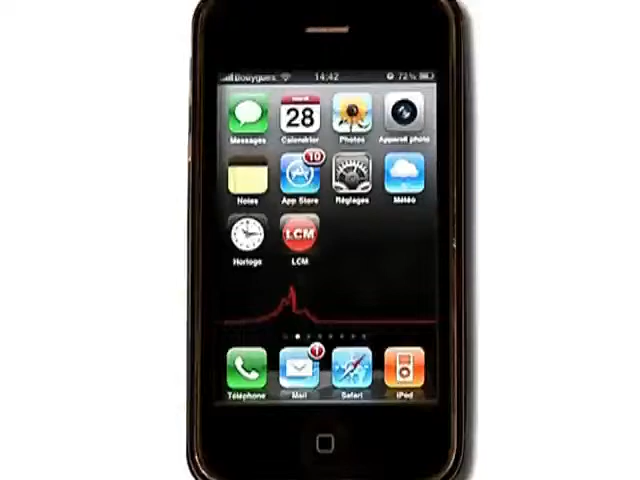 Bouygues 14:42 72%
28
Messages Calendrier Photos Appareil photo
10
Notes App Store Réglages Météo
LCM
Horloge LCM
1
Téléphone Mail Safari iPod